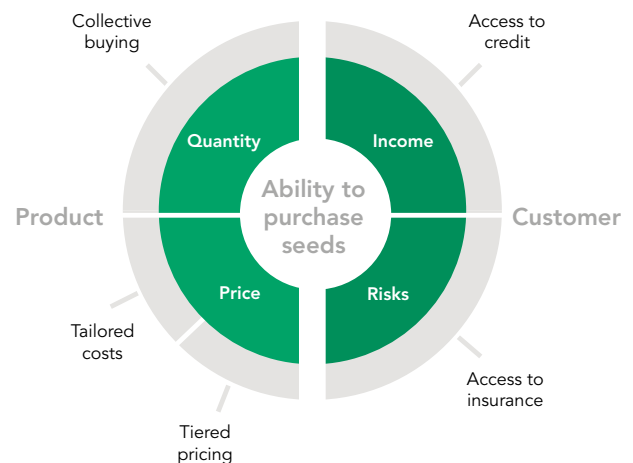 Collective
buying
Access to
credit
Quantity
Income
Ability to
purchase
seeds
Product
Customer
Price
Risks
Tailored
costs
Access to
insurance
Tiered
pricing